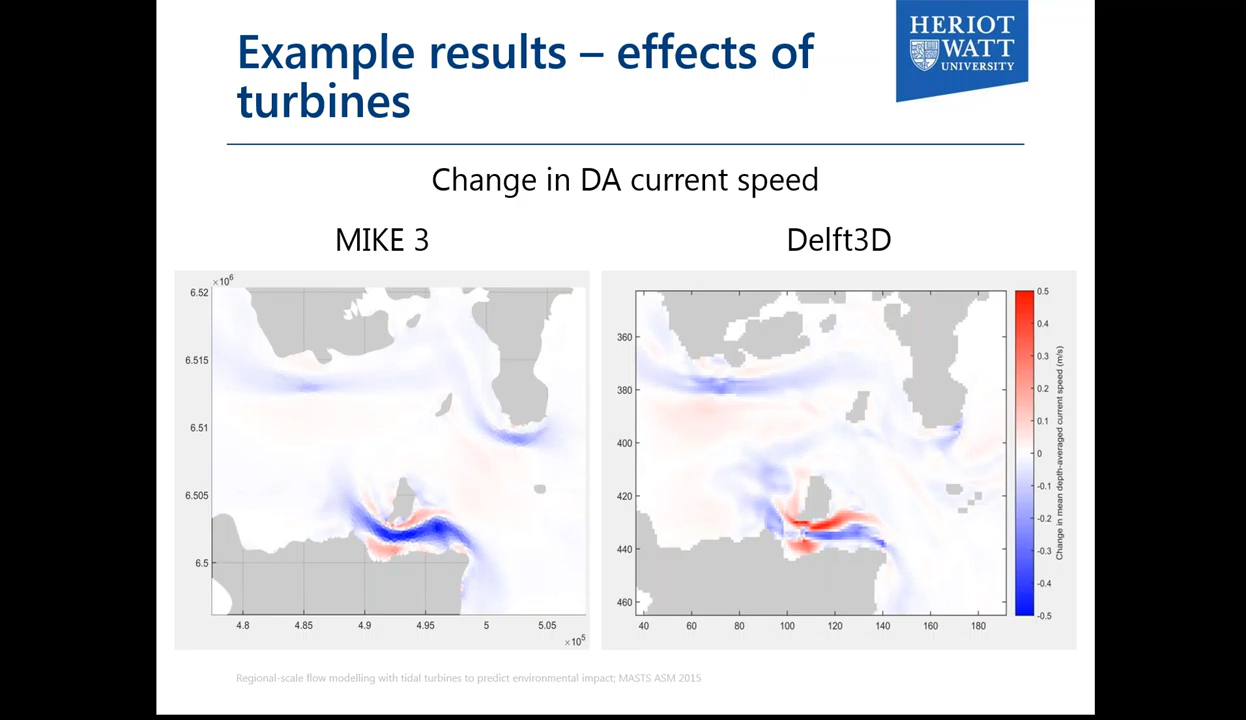 Example results – effects of
turbines
HERIOT
WATT
UNIVERSITY
Change in DA current speed
MIKE 3
Delft3D
×10⁶
6.52
6.515
6.51
6.505
6.5
4.8 4.85 4.9 4.95 5 5.05
×10⁵
360
380
400
420
440
460
40 60 80 100 120 140 160 180
0.5
0.4
0.3
0.2
0.1
0
-0.1
-0.2
-0.3
-0.4
-0.5
Change in mean depth-averaged current speed (m/s)
Regional-scale flow modelling with tidal turbines to predict environmental impact; MASTS ASM 2015